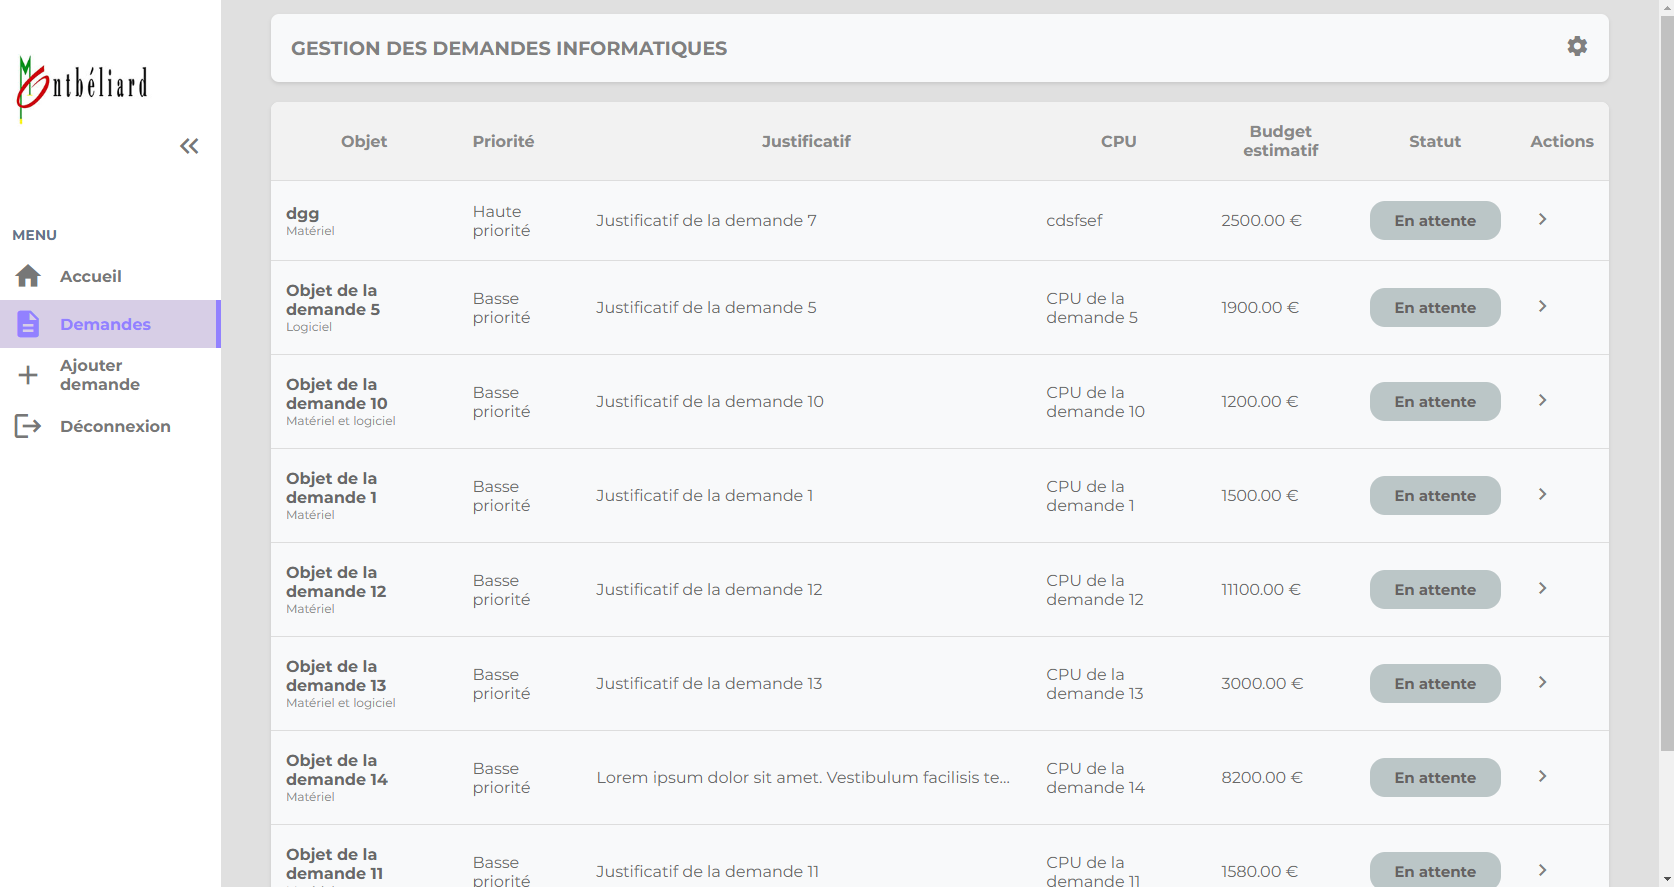 Montbéliard
MENU
Accueil
Demandes
Ajouter
demande
Déconnexion
GESTION DES DEMANDES INFORMATIQUES
Objet Priorité Justificatif CPU Budget estimatif Statut Actions
dgg
Matériel
Haute
priorité
Justificatif de la demande 7
cdsfsef
2500.00 €
En attente
Objet de la
demande 5
Logiciel
Basse
priorité
Justificatif de la demande 5
CPU de la
demande 5
1900.00 €
En attente
Objet de la
demande 10
Matériel et logiciel
Basse
priorité
Justificatif de la demande 10
CPU de la
demande 10
1200.00 €
En attente
Objet de la
demande 1
Matériel
Basse
priorité
Justificatif de la demande 1
CPU de la
demande 1
1500.00 €
En attente
Objet de la
demande 12
Matériel
Basse
priorité
Justificatif de la demande 12
CPU de la
demande 12
11100.00 €
En attente
Objet de la
demande 13
Matériel et logiciel
Basse
priorité
Justificatif de la demande 13
CPU de la
demande 13
3000.00 €
En attente
Objet de la
demande 14
Matériel
Basse
priorité
Lorem ipsum dolor sit amet. Vestibulum facilisis te...
CPU de la
demande 14
8200.00 €
En attente
Objet de la
demande 11
Basse
priorité
Justificatif de la demande 11
CPU de la
demande 11
1580.00 €
En attente